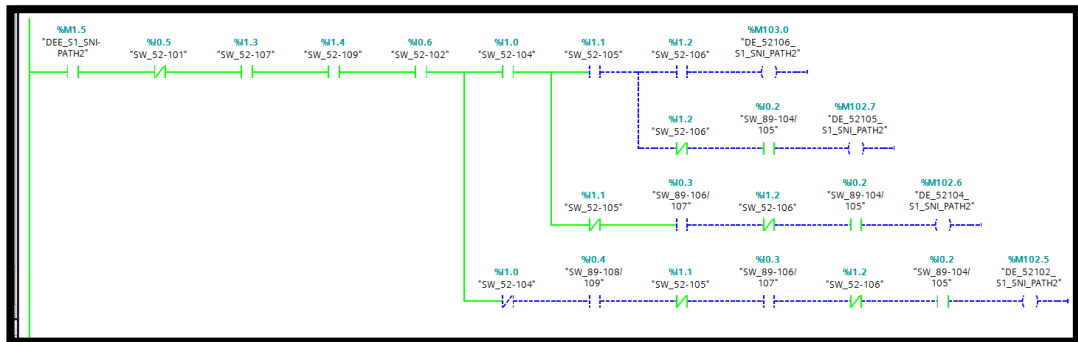 %M1.5 %I0.5 %I1.3 %I1.4 %I0.6 %I1.0 %I1.1 %I1.2 %M103.0
"DEE_S1_SNI- "SW_52-101" "SW_52-107" "SW_52-109" "SW_52-102" "SW_52-104" "SW_52-105" "SW_52-106" "DE_52106_
PATH2" S1_SNI_PATH2"
%I1.2 %I0.2 %M102.7
"SW_52-106" "SW_89-104/ "DE_52105_
105" S1_SNI_PATH2"
%I1.1 %I0.3 %I1.2 %I0.2 %M102.6
"SW_52-105" "SW_89-106/ "SW_52-106" "SW_89-104/ "DE_52104_
107" 105" S1_SNI_PATH2"
%I1.0 %I0.4 %I1.1 %I0.3 %I1.2 %I0.2 %M102.5
"SW_52-104" "SW_89-108/ "SW_52-105" "SW_89-106/ "SW_52-106" "SW_89-104/ "DE_52102_
109" 107" 105" S1_SNI_PATH2"